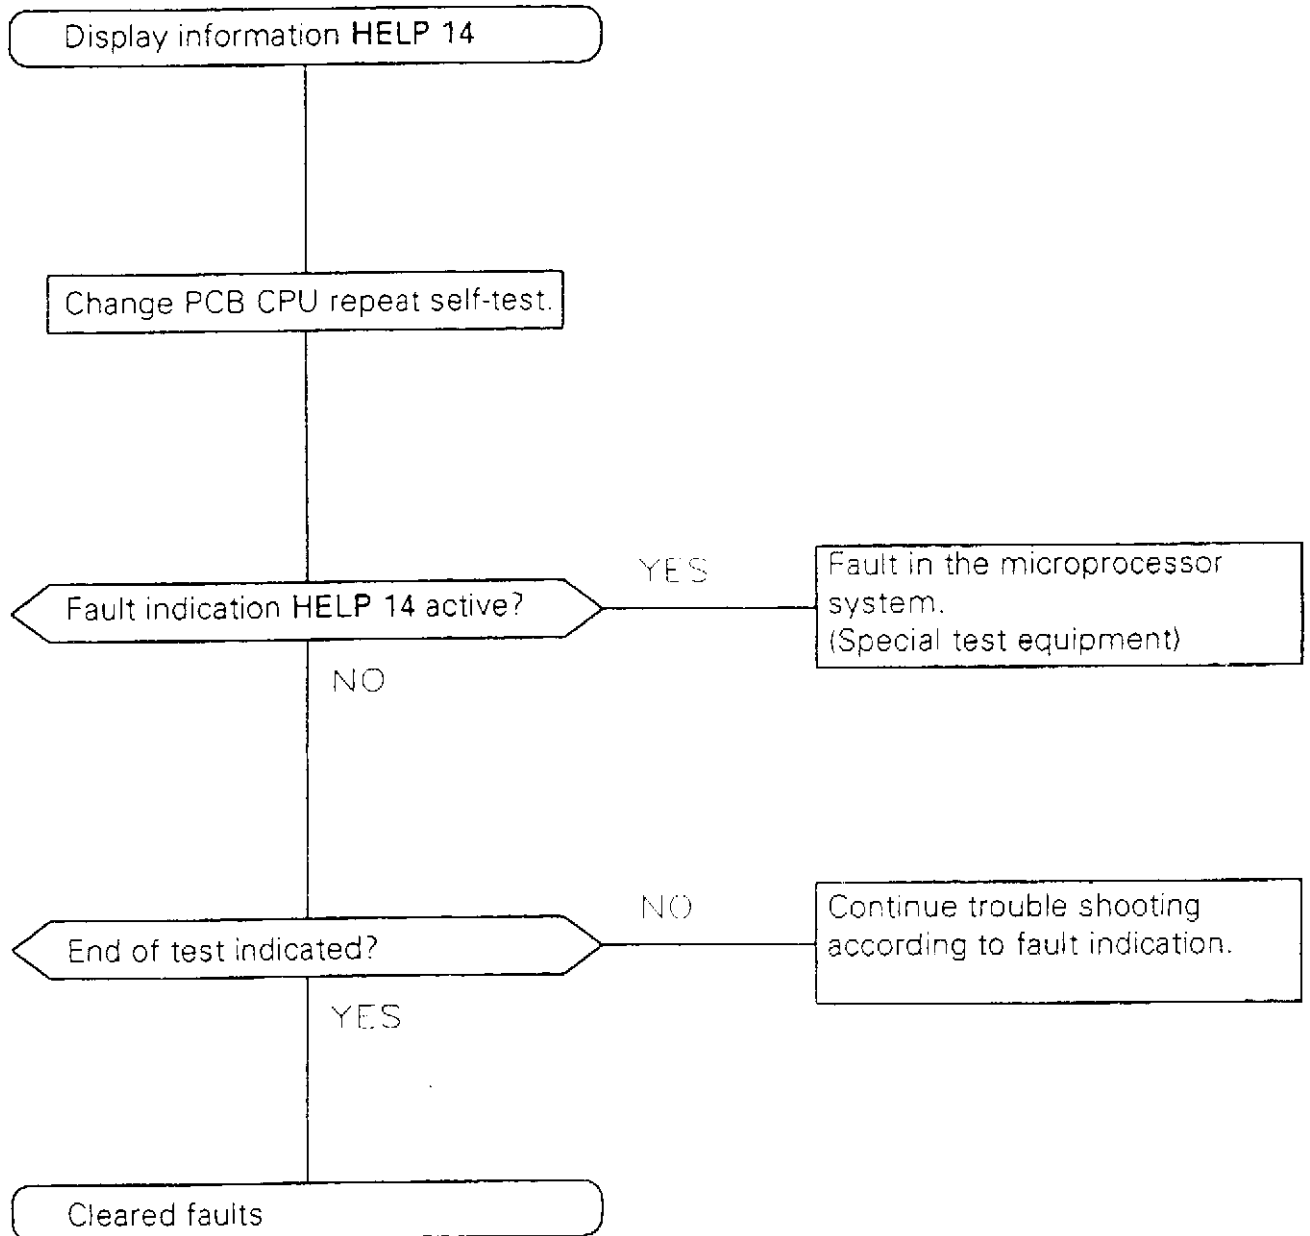 Display information HELP 14
Change PCB CPU repeat self-test.
Fault indication HELP 14 active?
YES
Fault in the microprocessor
system.
(Special test equipment)
NO
End of test indicated?
NO
Continue trouble shooting
according to fault indication.
YES
Cleared faults